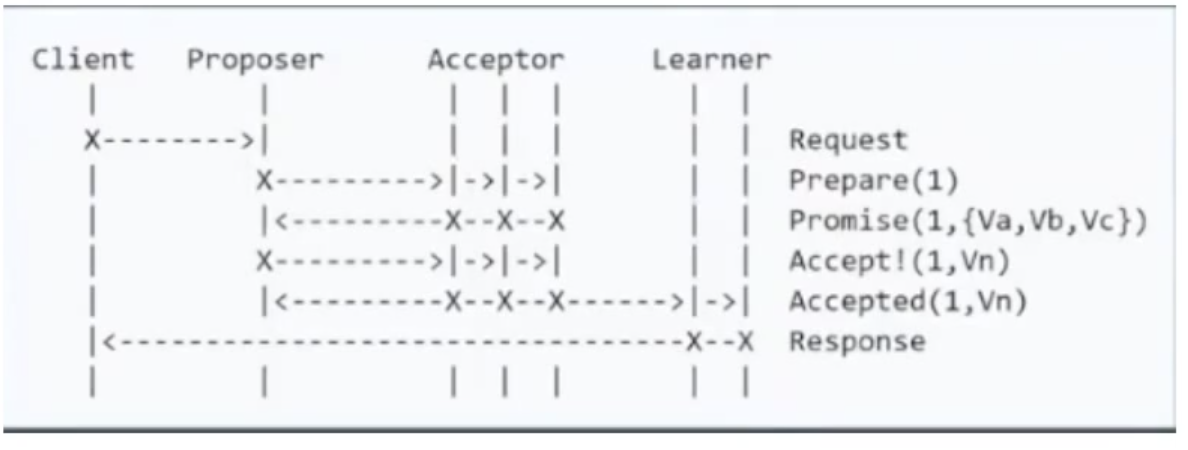 Client Proposer Acceptor Learner
| | | | | | |
X-------->| | | | | | Request
| X--------->|->|->| | | Prepare(1)
| |<---------X--X--X | | Promise(1,{Va,Vb,Vc})
| X--------->|->|->| | | Accept!(1,Vn)
| |<---------X--X--X------>|->| Accepted(1,Vn)
|<---------------------------------X--X Response
| | | | | | |